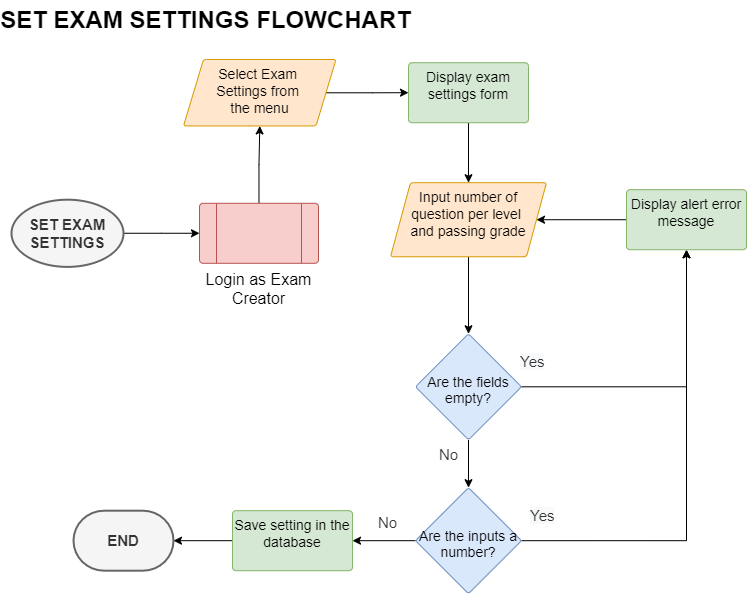 SET EXAM SETTINGS FLOWCHART
Select Exam
Settings from
the menu
Display exam
settings form
Input number of
question per level
and passing grade
Display alert error
message
SET EXAM
SETTINGS
Login as Exam
Creator
Yes
Are the fields
empty?
No
Yes
Are the inputs a
number?
No
Save setting in the
database
END